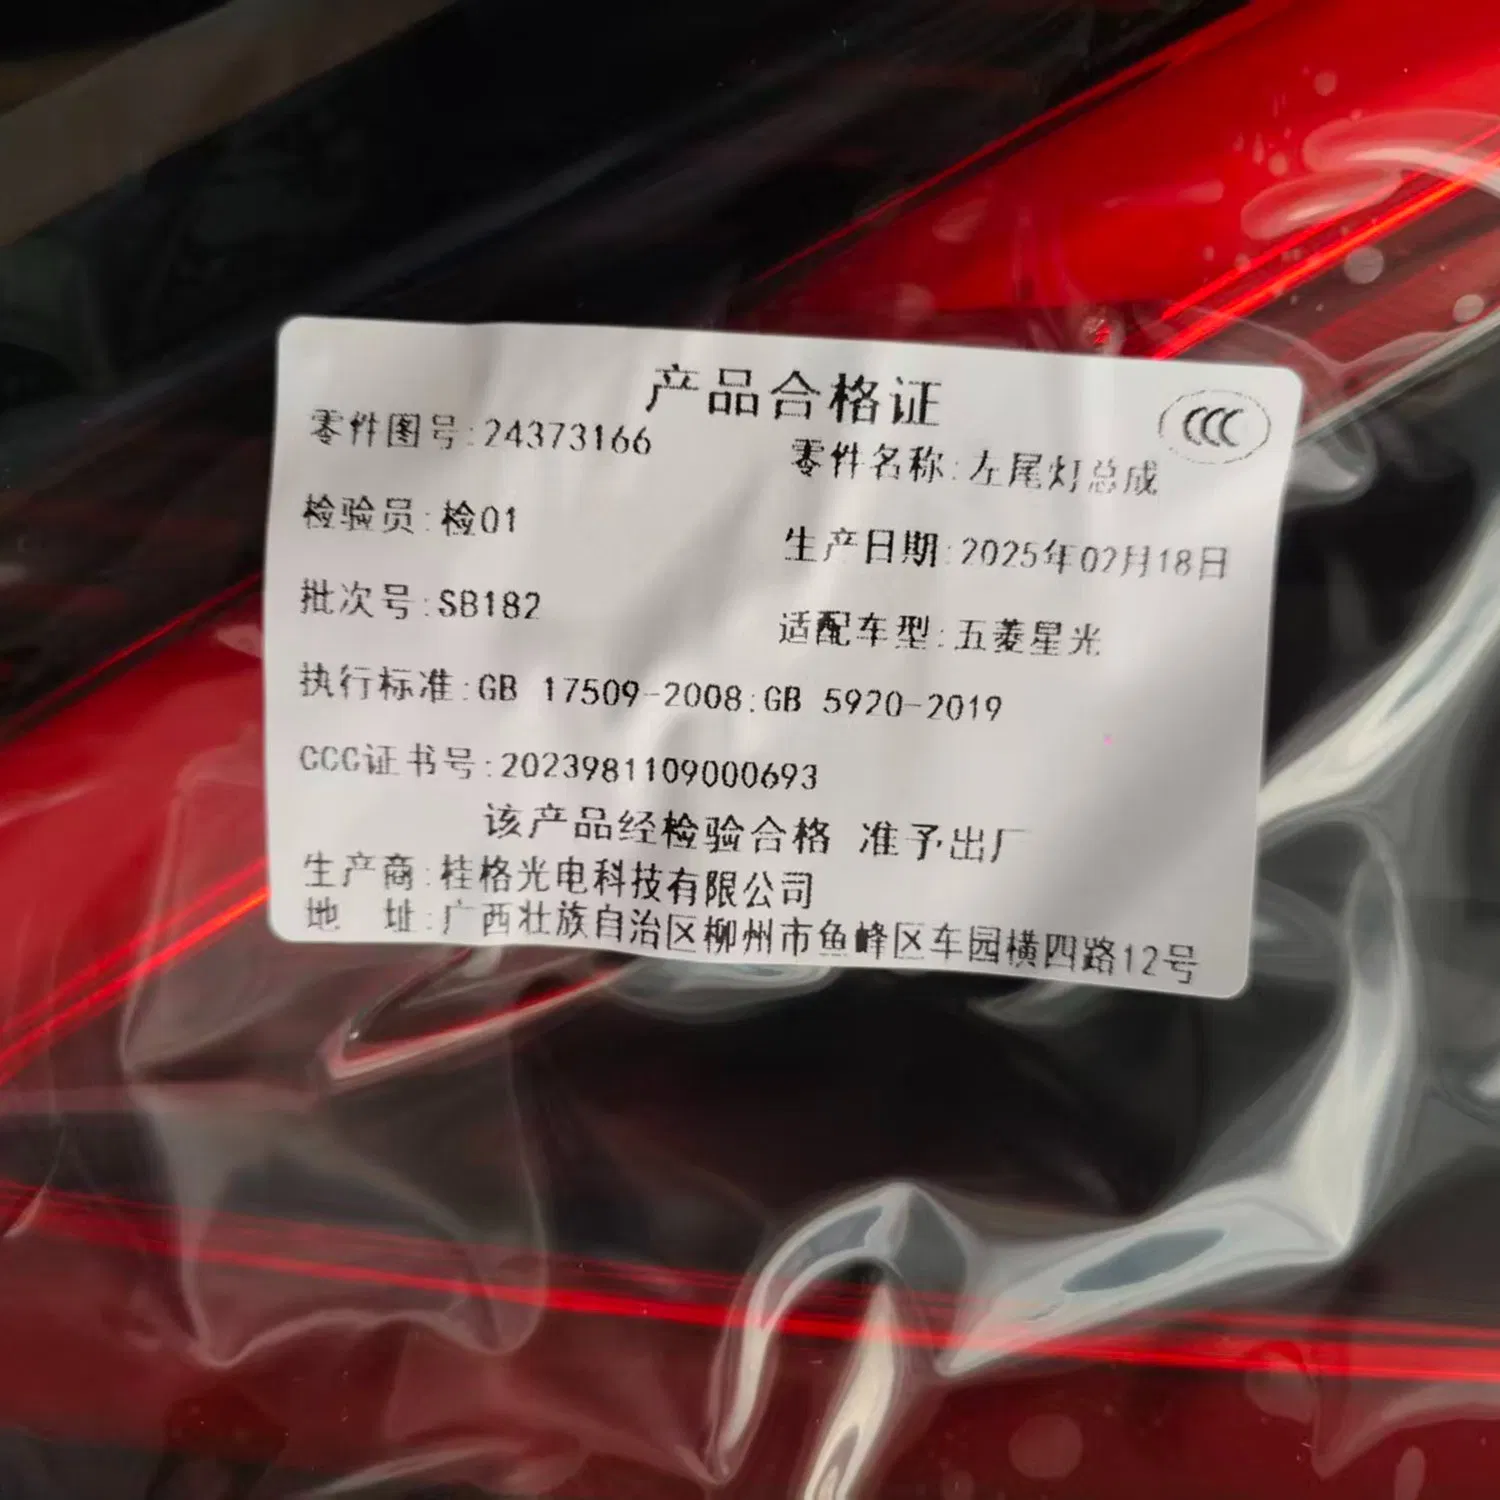 产品合格证
CCC
零件图号:24373166 零件名称:左尾灯总成
检验员:检01 生产日期:2025年02月18日
批次号:SB182 适配车型:五菱星光
执行标准:GB 17509-2008;GB 5920-2019
CCC证书号:2023981109000693
该产品经检验合格 准予出厂
生产商:桂格光电科技有限公司
地 址:广西壮族自治区柳州市鱼峰区车园横四路12号